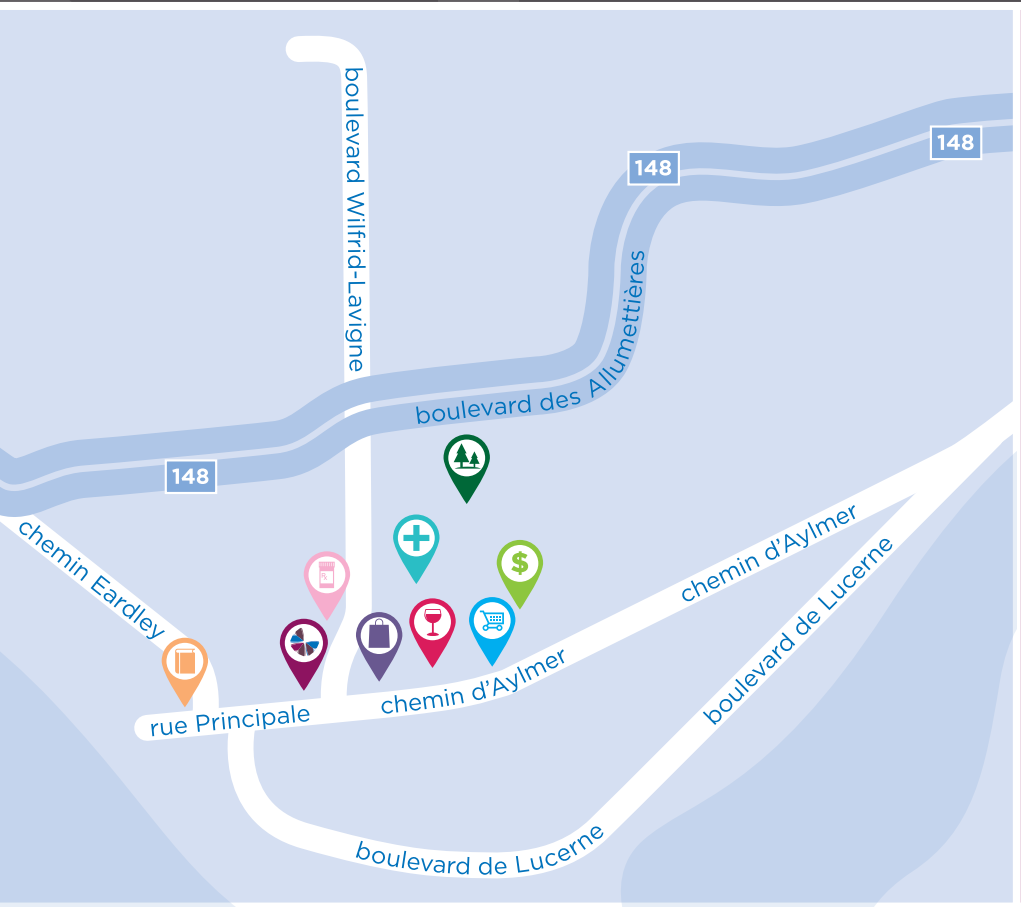 boulevard Wilfrid-Lavigne
148
148
boulevard des Allumettières
148
chemin Eardley
chemin d'Aylmer
boulevard de Lucerne
$
Rx
rue Principale
chemin d'Aylmer
boulevard de Lucerne